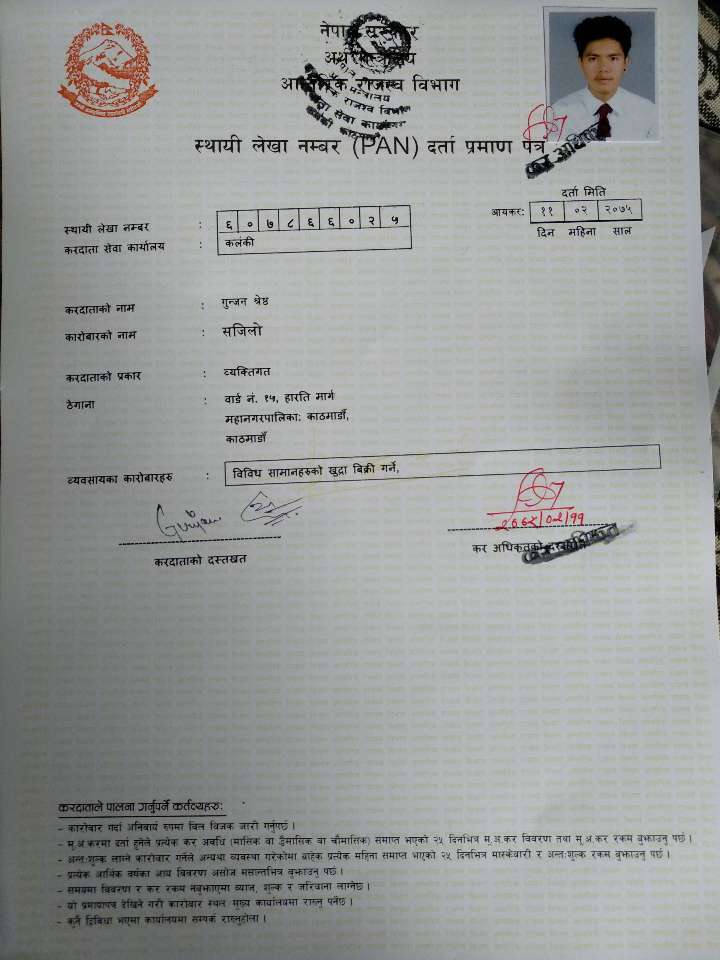 नेपाल सरकार
अर्थ मन्त्रालय
आन्तरिक राजस्व विभाग
स्थायी लेखा नम्बर (PAN) दर्ता प्रमाण पत्र
कर अधिकृत
दर्ता मिति
स्थायी लेखा नम्बर : ६ ० ७ ८ ६ ६ ० २ ५ आयकर: ११ ०२ २०७५
दिन महिना साल
करदाता सेवा कार्यालय : कलंकी
करदाताको नाम : गुन्जन श्रेष्ठ
कारोबारको नाम : सजिलो
करदाताको प्रकार : व्यक्तिगत
ठेगाना : वार्ड नं. १५, हारति मार्ग
महानगरपालिका: काठमाडौँ,
काठमाडौँ
व्यवसायका कारोबारहरु : विविध सामानहरुको खुद्रा बिक्री गर्ने,
Gunjan
करदाताको दस्तखत
कर अधिकृतको
करदाताले पालना गर्नुपर्ने कर्तव्यहरु:
- कारोबार गर्दा अनिबार्य रुपमा बिल बिजक जारी गर्नुपर्छ ।
- मू.अ.करमा दर्ता हुनेले प्रत्येक कर अवधि (मासिक वा द्वैमासिक वा चौमासिक) समाप्त भएको २५ दिनभित्र मू.अ.कर विवरण तथा मू.अ.कर रकम बुझाउनु पर्छ ।
- अन्त:शुल्क लाग्ने कारोबार गर्नेले अन्यथा व्यवस्था गरेकोमा बाहेक प्रत्येक महिना समाप्त भएको २५ दिनभित्र मास्केवारी र अन्त:शुल्क रकम बुझाउनु पर्छ ।
- प्रत्येक आर्थिक वर्षका आय विवरण असोज मसान्तभित्र बुझाउनु पर्छ ।
- समयमा विवरण र कर रकम नबुझाएमा ब्याज, शुल्क र जरिवाना लाग्नेछ ।
- यो प्रमाणपत्र देखिने गरी कारोबार स्थल मुख्य कार्यालयमा राख्नु पर्नेछ ।
- कुनै द्विविधा भएमा कार्यालयमा सम्पर्क राख्नुहोला ।